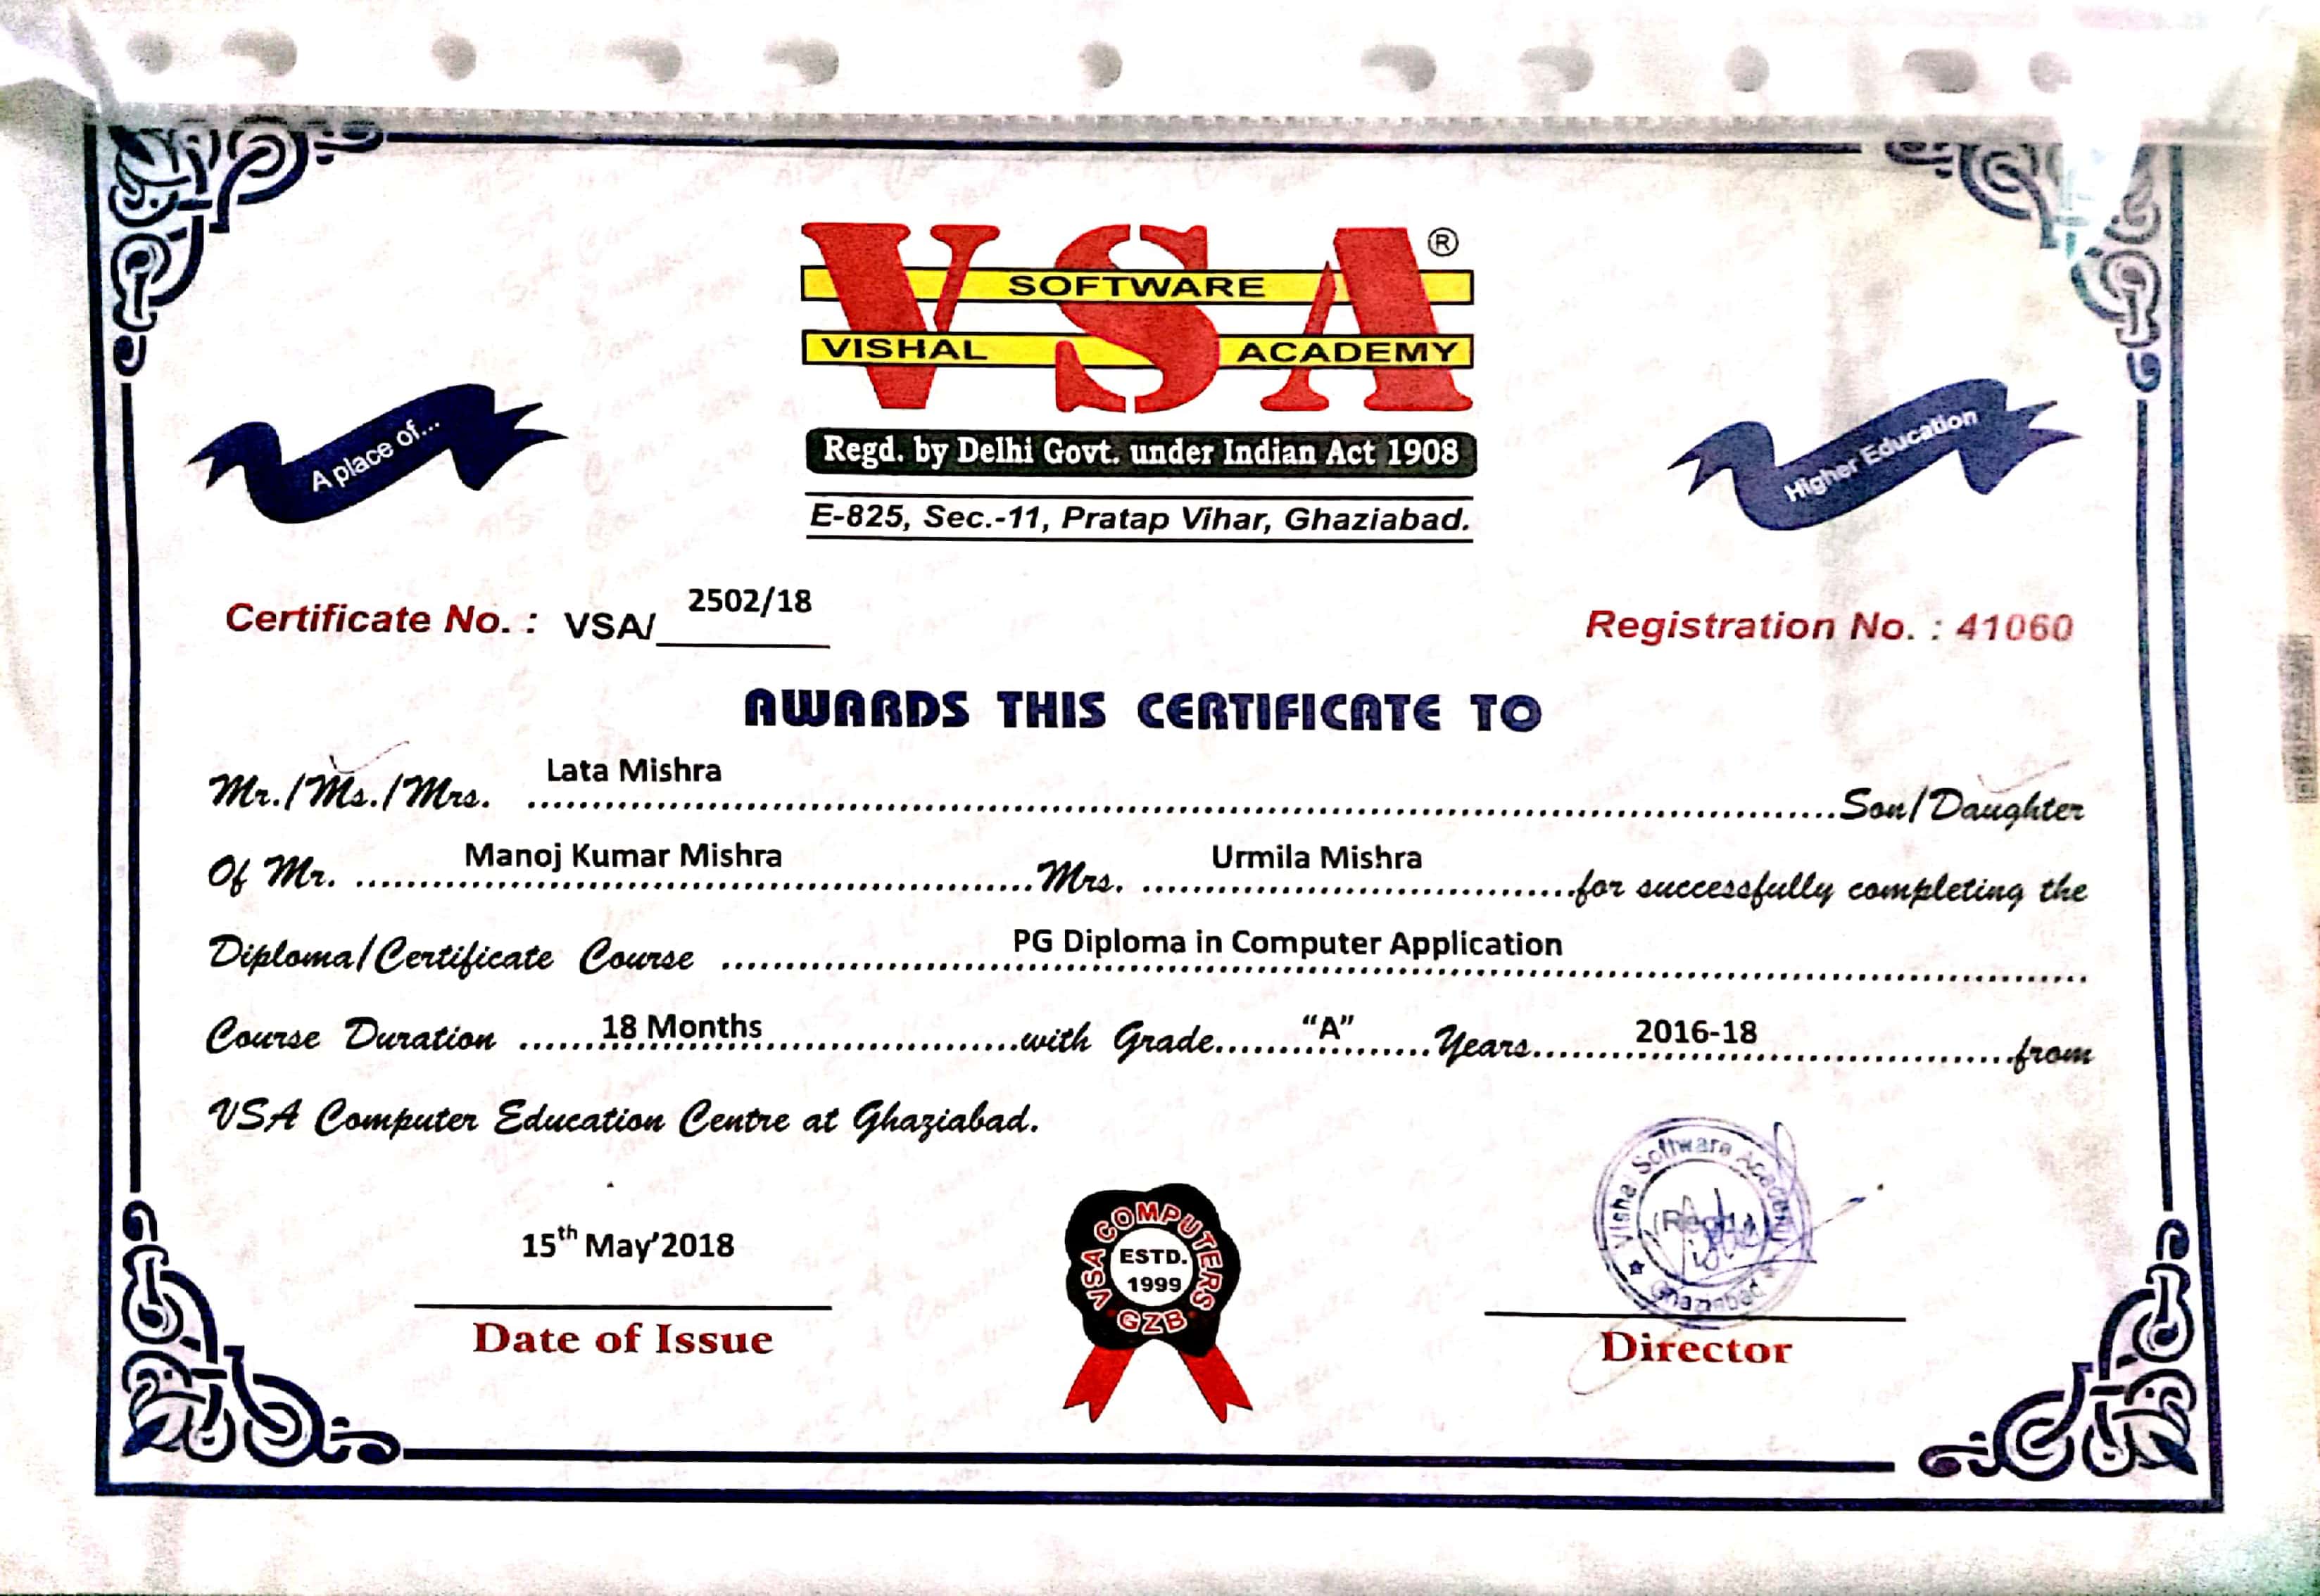 VSA ®
SOFTWARE
VISHAL ACADEMY
Regd. by Delhi Govt. under Indian Act 1908
E-825, Sec.-11, Pratap Vihar, Ghaziabad.
A place of...
Higher Education
Certificate No. : VSA/ 2502/18
Registration No. : 41060
AWARDS THIS CERTIFICATE TO
Mr./Ms./Mrs. Lata Mishra Son/Daughter
Of Mr. Manoj Kumar Mishra Mrs. Urmila Mishra for successfully completing the
Diploma/Certificate Course PG Diploma in Computer Application
Course Duration 18 Months with Grade "A" Years 2016-18 from
VSA Computer Education Centre at Ghaziabad.
15th May'2018
Date of Issue
VSA COMPUTERS
ESTD.
1999
GZB
Vishal Software Academy
Ghaziabad
Director